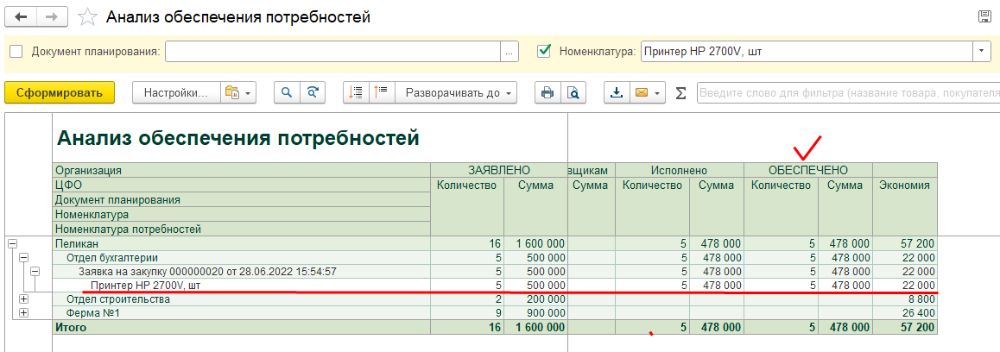 Анализ обеспечения потребностей
Документ планирования: ... Номенклатура: Принтер HP 2700V, шт
Сформировать Настройки... Разворачивать до Σ Введите слово для фильтра (название товара, покупателя
Анализ обеспечения потребностей
Организация ЗАЯВЛЕНО вщикам Исполнено ОБЕСПЕЧЕНО
ЦФО Количество Сумма Сумма Количество Сумма Количество Сумма Экономия
Документ планирования
Номенклатура
Номенклатура потребностей
Пеликан 16 1 600 000 5 478 000 5 478 000 57 200
Отдел бухгалтерии 5 500 000 5 478 000 5 478 000 22 000
Заявка на закупку 000000020 от 28.06.2022 15:54:57 5 500 000 5 478 000 5 478 000 22 000
Принтер HP 2700V, шт 5 500 000 5 478 000 5 478 000 22 000
Отдел строительства 2 200 000 8 800
Ферма №1 9 900 000 26 400
Итого 16 1 600 000 5 478 000 5 478 000 57 200